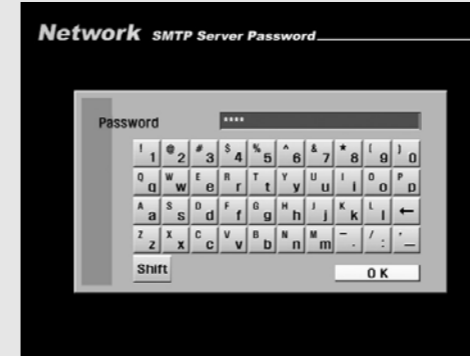 Network SMTP Server Password
Password ****
! 1 @ 2 # 3 $ 4 % 5 ^ 6 & 7 * 8 ( 9 ) 0
Q q W w E e R r T t Y y U u I i O o P p
A a S s D d F f G g H h J j K k L l ←
Z z X x C c V v B b N n M m - . / : _
Shift OK